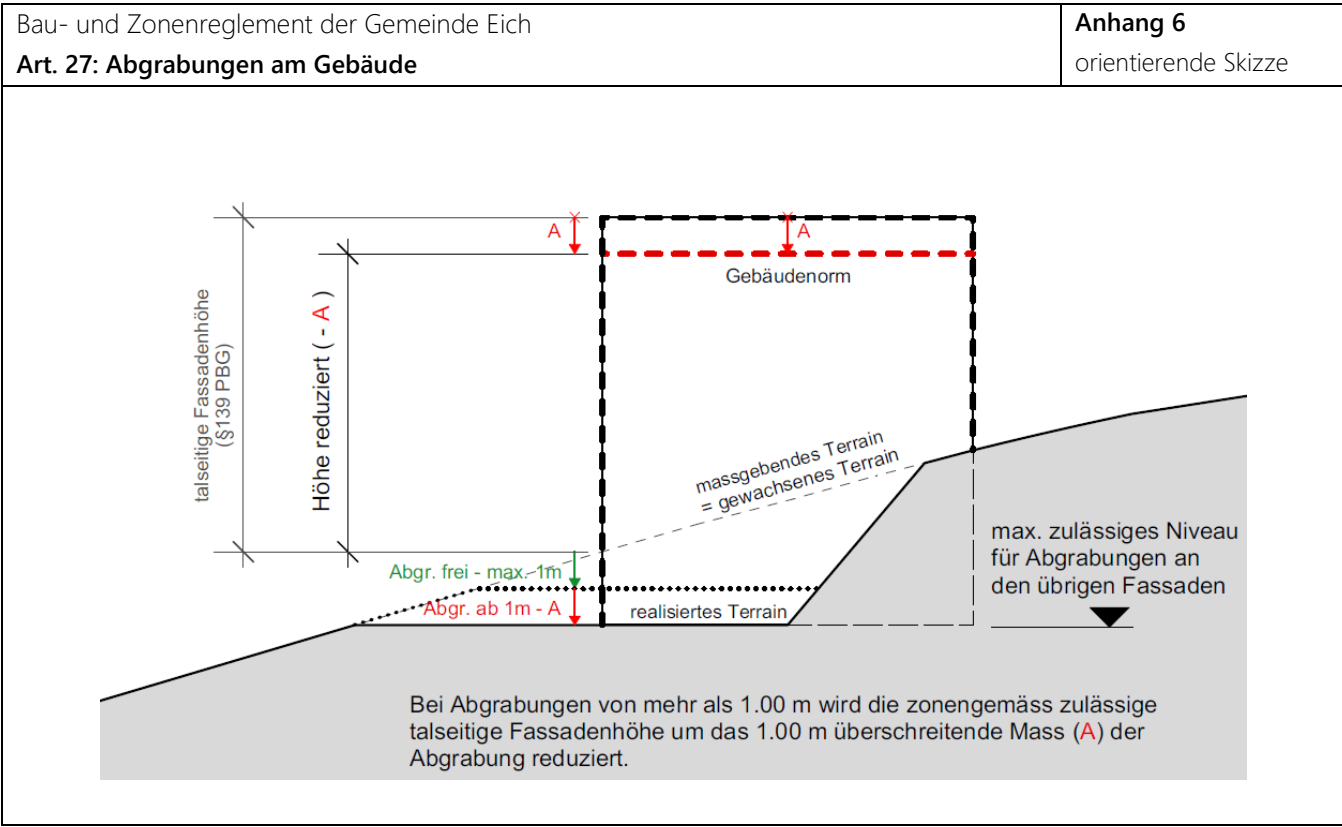 Bau- und Zonenreglement der Gemeinde Eich
Art. 27: Abgrabungen am Gebäude
Anhang 6
orientierende Skizze
A
A
Gebäudenorm
talseitige Fassadenhöhe
(§139 PBG)
Höhe reduziert ( - A )
massgebendes Terrain
= gewachsenes Terrain
max. zulässiges Niveau
für Abgrabungen an
den übrigen Fassaden
Abgr. frei - max. 1m
Abgr. ab 1m - A
realisiertes Terrain
Bei Abgrabungen von mehr als 1.00 m wird die zonengemäss zulässige
talseitige Fassadenhöhe um das 1.00 m überschreitende Mass (A) der
Abgrabung reduziert.